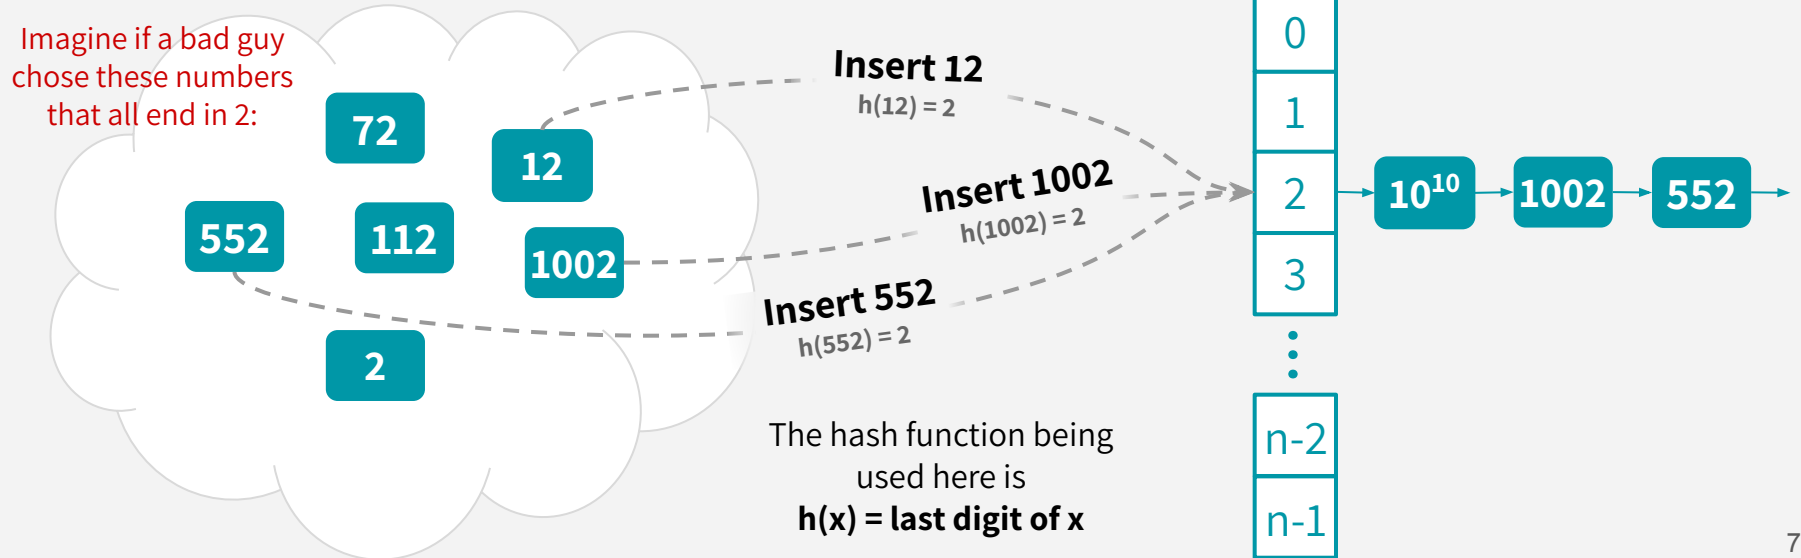 Imagine if a bad guy
chose these numbers
that all end in 2:
72
12
552
112
1002
2
Insert 12
h(12) = 2
Insert 1002
h(1002) = 2
Insert 552
h(552) = 2
The hash function being
used here is
h(x) = last digit of x
0
1
2
3
n-2
n-1
10¹⁰
1002
552
7